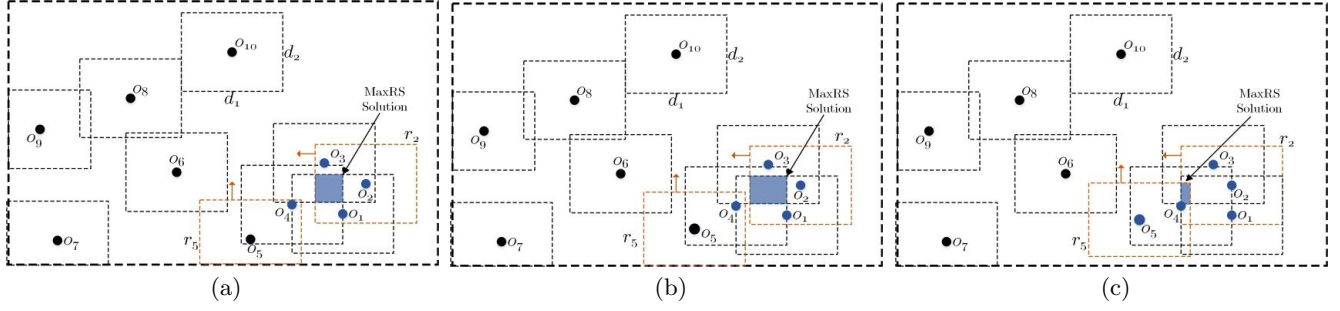 o₁₀
d₂
o₈
d₁
MaxRS
Solution
o₉
r₂
o₃
o₆
o₂
o₄
o₁
r₅
o₅
o₇
(a)
o₁₀
d₂
o₈
d₁
MaxRS
Solution
o₉
r₂
o₃
o₆
o₂
o₄
o₁
r₅
o₅
o₇
(b)
o₁₀
d₂
o₈
d₁
MaxRS
Solution
o₉
r₂
o₃
o₆
o₂
o₄
o₁
r₅
o₅
o₇
(c)